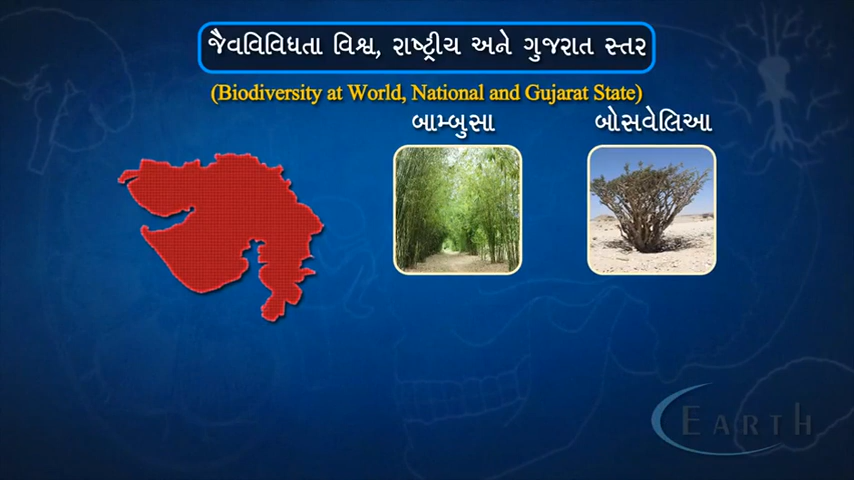 જૈવવિવિધતા વિશ્વ, રાષ્ટ્રીય અને ગુજરાત સ્તર
(Biodiversity at World, National and Gujarat State)
બામ્બુસા બોસવેલિઆ
EARTH